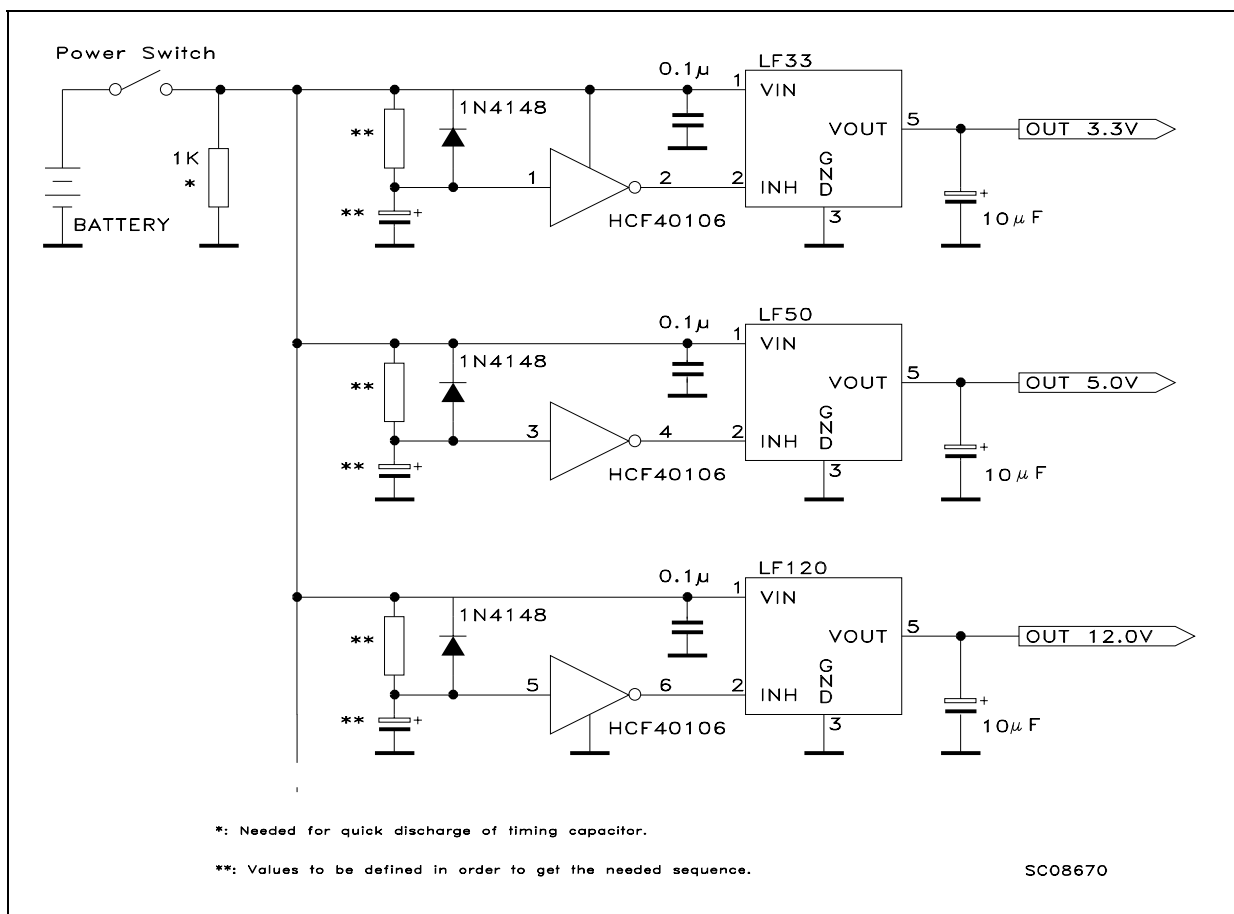 Power Switch
1K
*
BATTERY
**
1N4148
**
+
1
2
HCF40106
0.1μ
LF33
1
VIN
VOUT
5
2
INH
GND
3
OUT 3.3V
+
10μF
**
1N4148
**
+
3
4
HCF40106
0.1μ
LF50
1
VIN
VOUT
5
2
INH
GND
3
OUT 5.0V
+
10μF
**
1N4148
**
+
5
6
HCF40106
0.1μ
LF120
1
VIN
VOUT
5
2
INH
GND
3
OUT 12.0V
+
10μF
*: Needed for quick discharge of timing capacitor.
**: Values to be defined in order to get the needed sequence.
SC08670